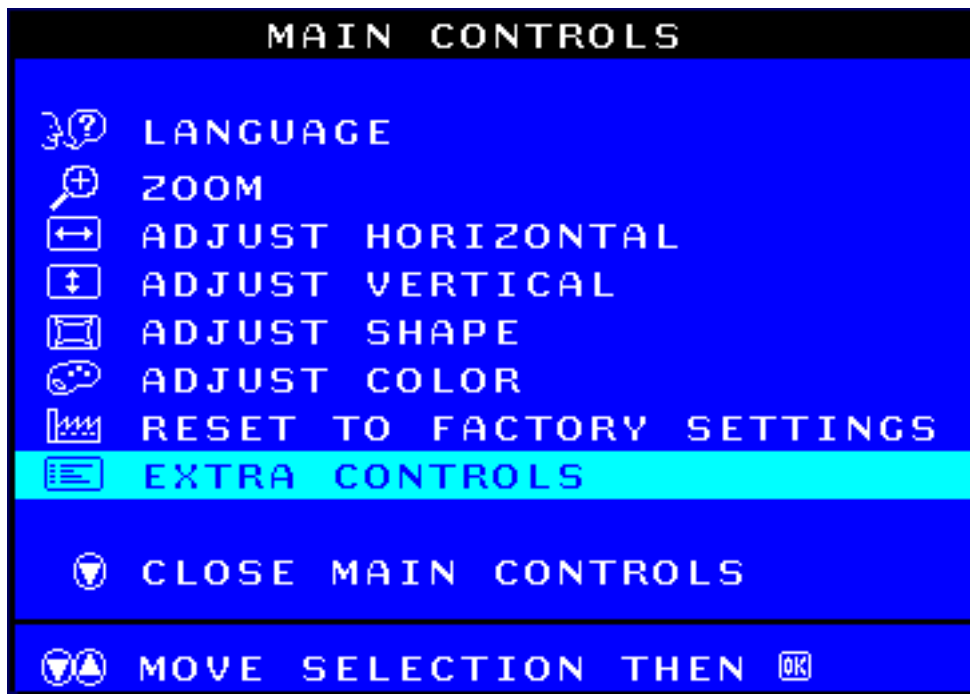 MAIN CONTROLS
LANGUAGE
ZOOM
ADJUST HORIZONTAL
ADJUST VERTICAL
ADJUST SHAPE
ADJUST COLOR
RESET TO FACTORY SETTINGS
EXTRA CONTROLS
CLOSE MAIN CONTROLS
MOVE SELECTION THEN OK